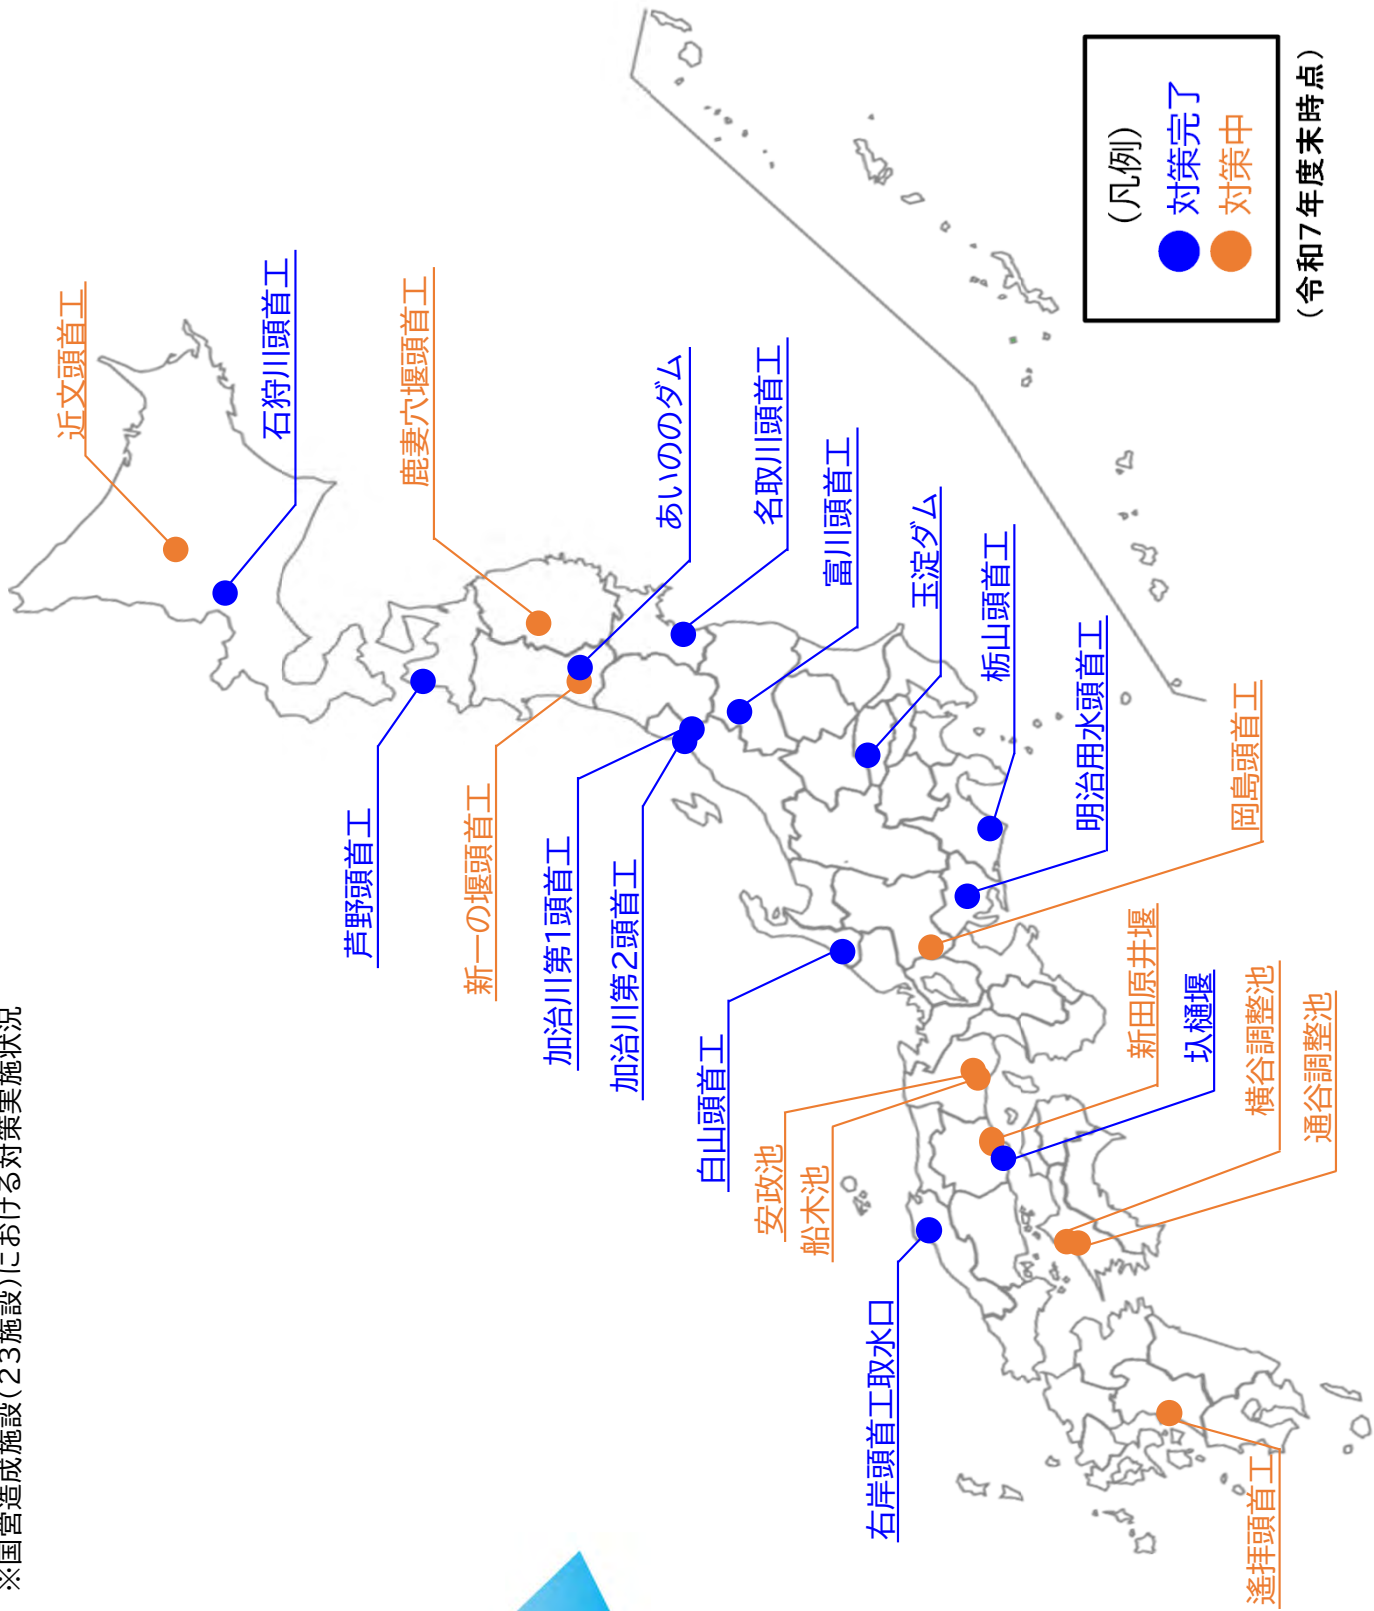 ※国営造成施設(23施設)における対策実施状況
近文頭首工
石狩川頭首工
鹿妻穴堰頭首工
あいののダム
名取川頭首工
富川頭首工
玉淀ダム
栃山頭首工
明治用水頭首工
岡島頭首工
芦野頭首工
新一の堰頭首工
加治川第1頭首工
加治川第2頭首工
白山頭首工
安政池
船木池
右岸頭首工取水口
新田原井堰
圦樋堰
横谷調整池
通谷調整池
遙拝頭首工
(凡例)
対策完了
対策中
(令和7年度末時点)